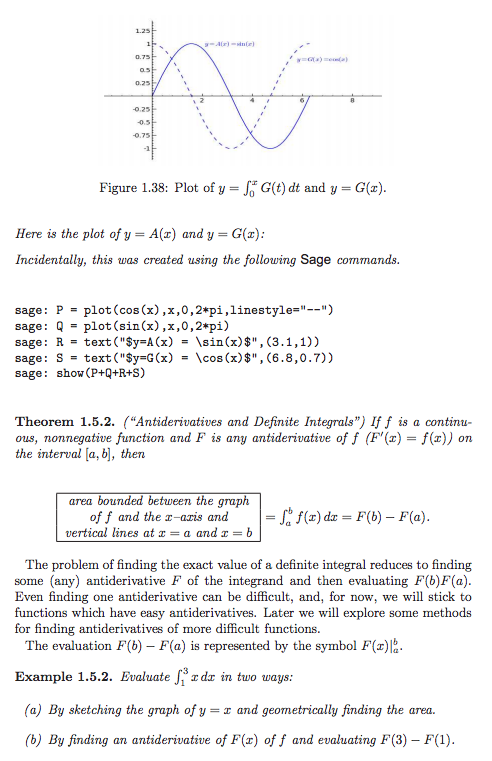 1.25
1
y=A(x)=sin(x)
0.75
y=G(x)=cos(x)
0.5
0.25
2
4
6
8
-0.25
-0.5
-0.75
-1
Figure 1.38: Plot of y = ∫₀ˣ G(t) dt and y = G(x).
Here is the plot of y = A(x) and y = G(x):
Incidentally, this was created using the following Sage commands.
sage: P = plot(cos(x),x,0,2*pi,linestyle="--")
sage: Q = plot(sin(x),x,0,2*pi)
sage: R = text("$y=A(x) = \sin(x)$",(3.1,1))
sage: S = text("$y=G(x) = \cos(x)$",(6.8,0.7))
sage: show(P+Q+R+S)
Theorem 1.5.2. ("Antiderivatives and Definite Integrals") If f is a continu-
ous, nonnegative function and F is any antiderivative of f (F′(x) = f(x)) on
the interval [a, b], then
area bounded between the graph
of f and the x-axis and
vertical lines at x = a and x = b
= ∫ₐᵇ f(x) dx = F(b) − F(a).
The problem of finding the exact value of a definite integral reduces to finding
some (any) antiderivative F of the integrand and then evaluating F(b)F(a).
Even finding one antiderivative can be difficult, and, for now, we will stick to
functions which have easy antiderivatives. Later we will explore some methods
for finding antiderivatives of more difficult functions.
The evaluation F(b) − F(a) is represented by the symbol F(x)|ₐᵇ.
Example 1.5.2. Evaluate ∫₁³ x dx in two ways:
(a) By sketching the graph of y = x and geometrically finding the area.
(b) By finding an antiderivative of F(x) of f and evaluating F(3) − F(1).